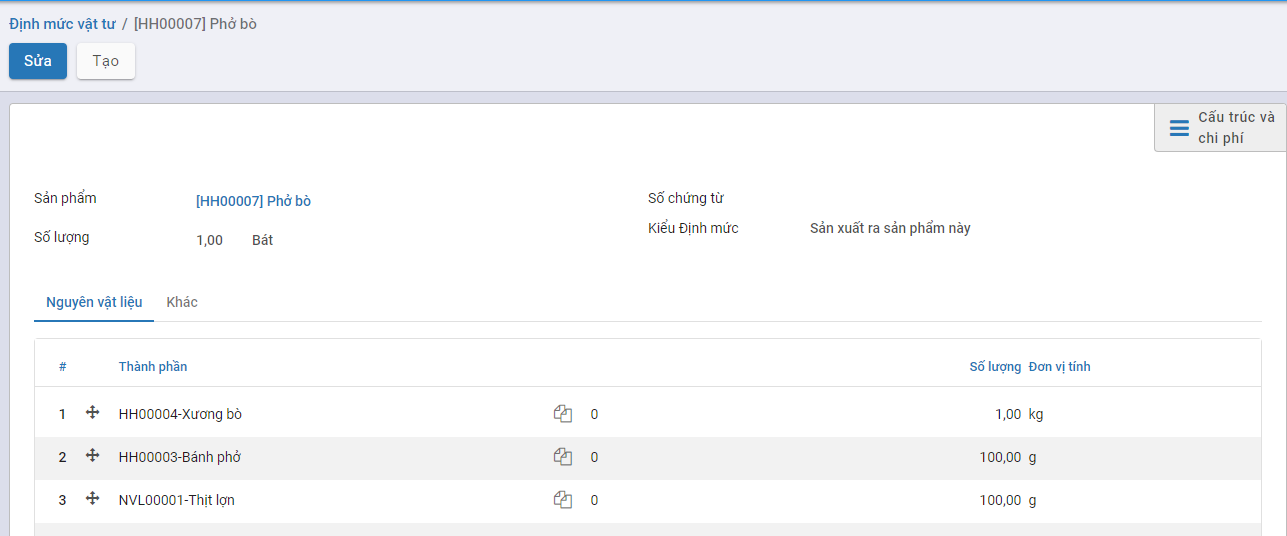 Định mức vật tư / [HH00007] Phở bò
Sửa Tạo
Cấu trúc và
chi phí
Sản phẩm [HH00007] Phở bò Số chứng từ
Số lượng 1,00 Bát Kiểu Định mức Sản xuất ra sản phẩm này
Nguyên vật liệu Khác
# Thành phần Số lượng Đơn vị tính
1 HH00004-Xương bò 0 1,00 kg
2 HH00003-Bánh phở 0 100,00 g
3 NVL00001-Thịt lợn 0 100,00 g